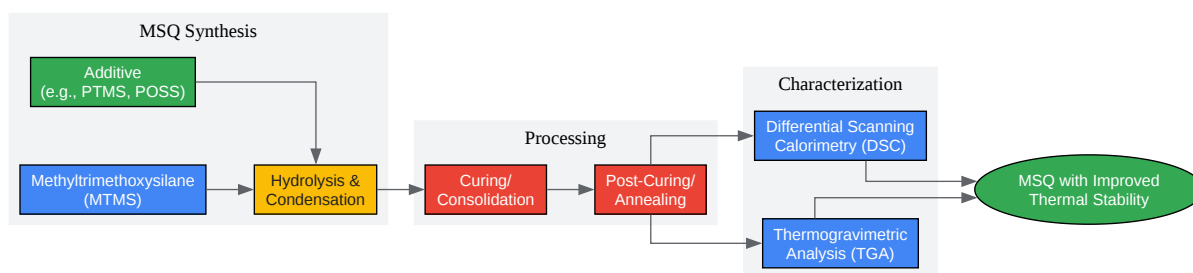 MSQ Synthesis
Additive
(e.g., PTMS, POSS)
Methyltrimethoxysilane
(MTMS)
Hydrolysis &
Condensation
Processing
Curing/
Consolidation
Post-Curing/
Annealing
Characterization
Differential Scanning
Calorimetry (DSC)
Thermogravimetric
Analysis (TGA)
MSQ with Improved
Thermal Stability